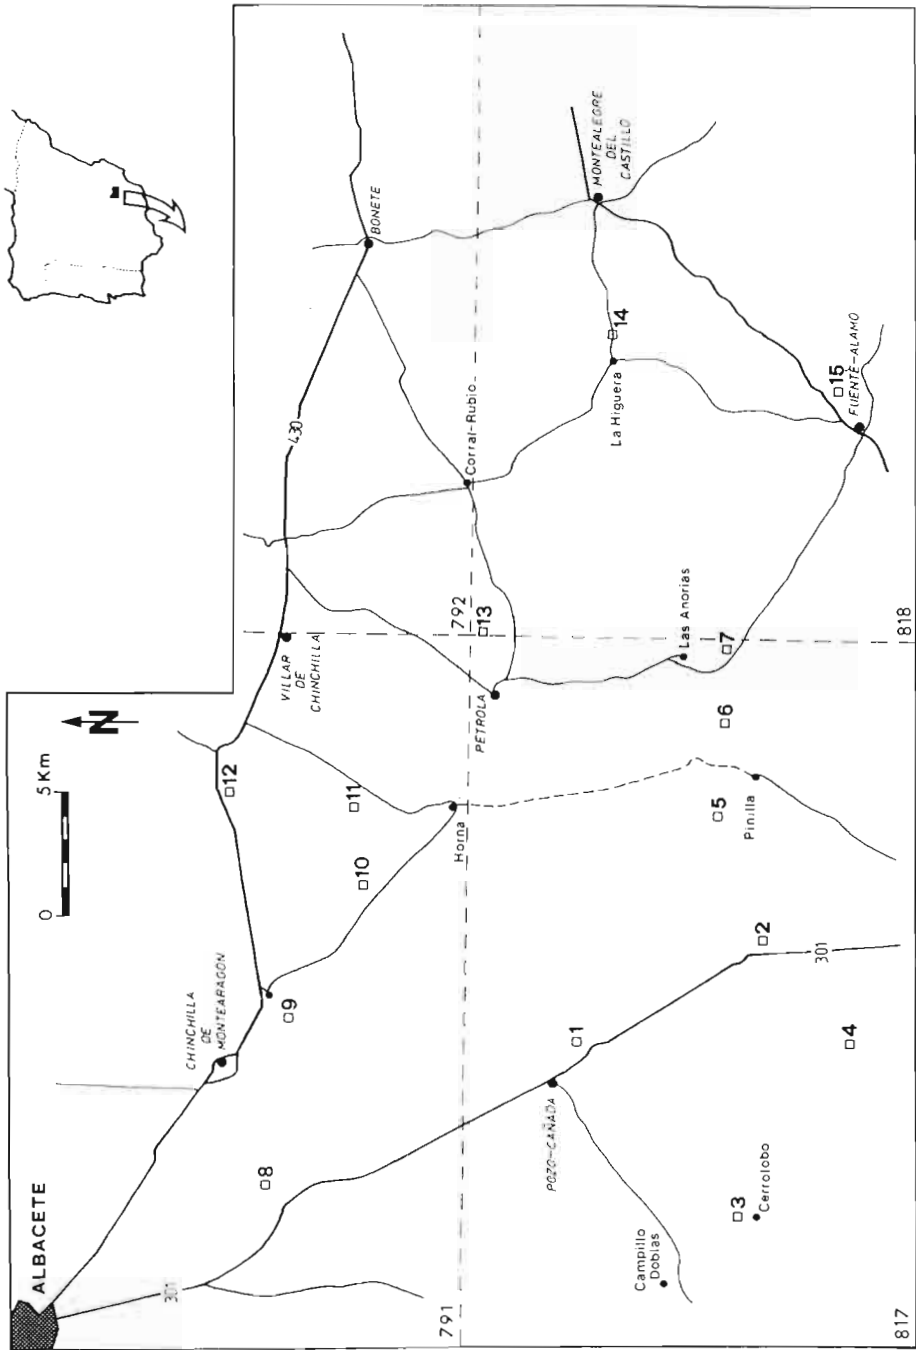 ALBACETE
0 5 Km
N
301
CHINCHILLA
DE
MONTEARAGON
12
430
VILLAR
DE
CHINCHILLA
8
9
10
11
BONETE
791
Horna
792
Corral-Rubio
13
PETROLA
POZO-CAÑADA
1
MONTEALEGRE
DEL
CASTILLO
La Higuera
14
Campillo
Doblas
Las Anorias
3
Cerrolobo
2
5
Pinilla
6
7
301
4
15
FUENTE-ALAMO
817
818